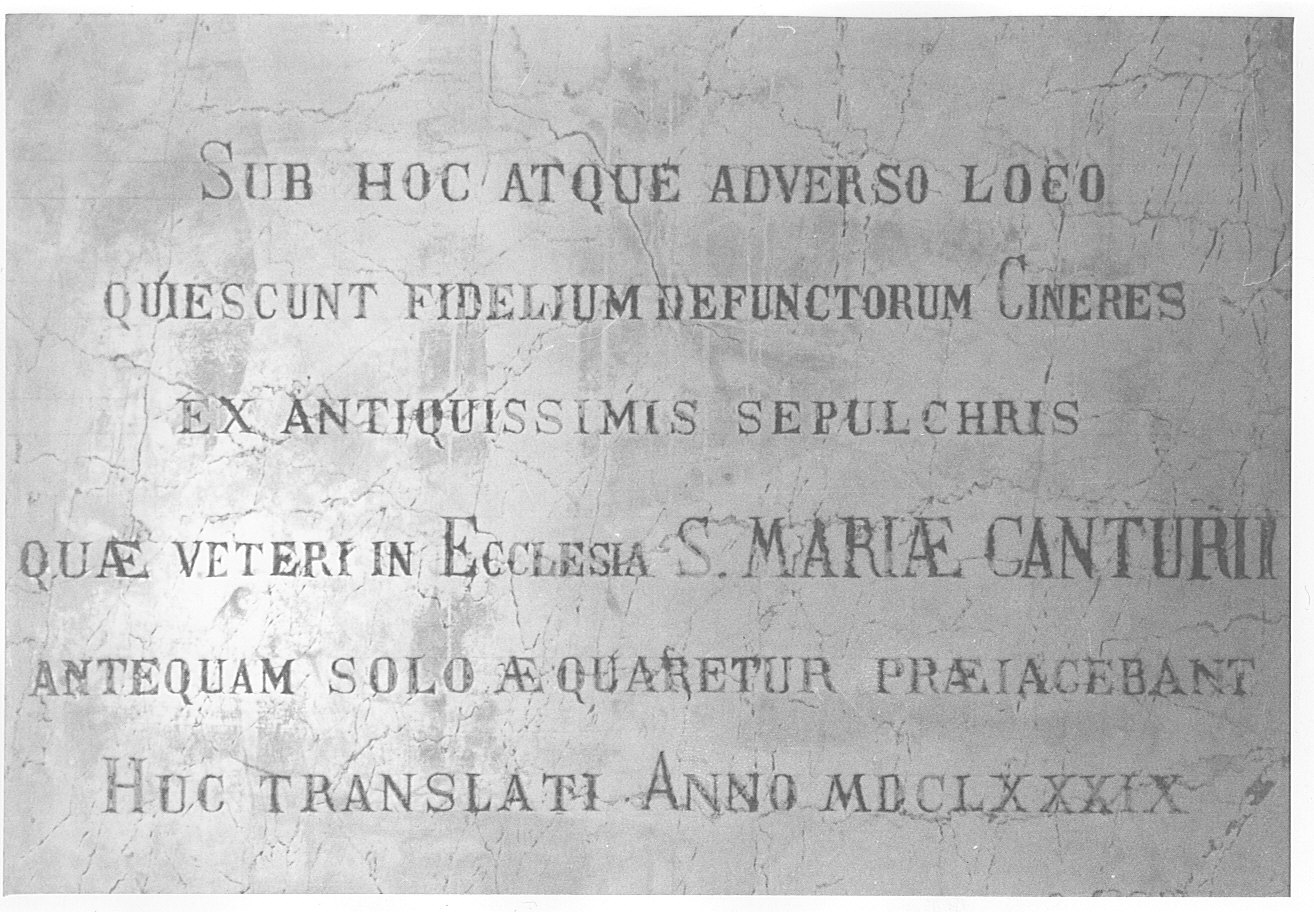 SUB HOC ATQUE ADVERSO LOCO
QUIESCUNT FIDELIUM DEFUNCTORUM CINERES
EX ANTIQUISSIMIS SEPULCHRIS
QUÆ VETERI IN ECCLESIA S. MARIÆ CANTURII
ANTEQUAM SOLO ÆQUARETUR PRÆIACEBANT
HUC TRANSLATI ANNO MDCLXXXIX